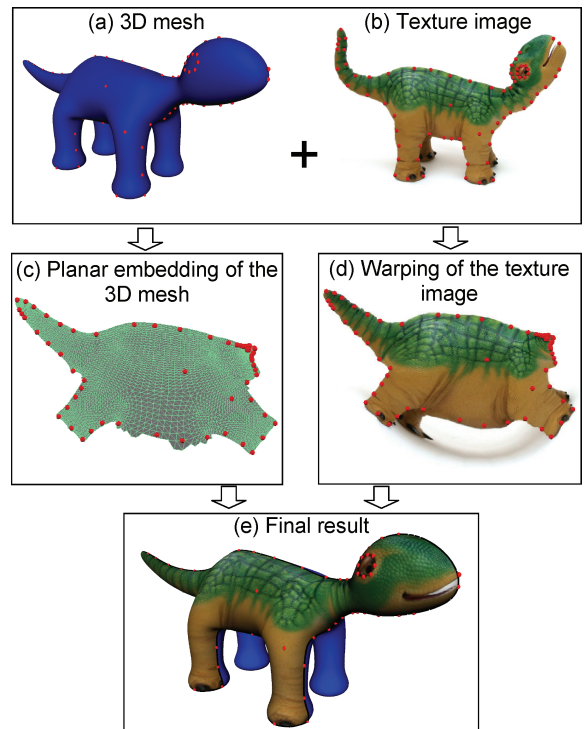 (a) 3D mesh
(b) Texture image
+
(c) Planar embedding of the
3D mesh
(d) Warping of the texture
image
(e) Final result